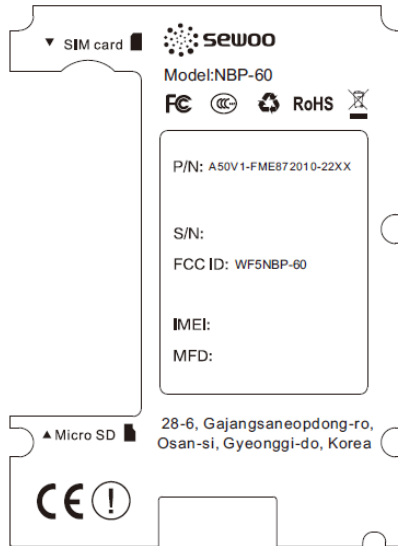 SIM card
sewoo
Model:NBP-60
FC CCC RoHS
P/N: A50V1-FME872010-22XX
S/N:
FCC ID: WF5NBP-60
IMEI:
MFD:
Micro SD
28-6, Gajangsaneopdong-ro,
Osan-si, Gyeonggi-do, Korea
CE !